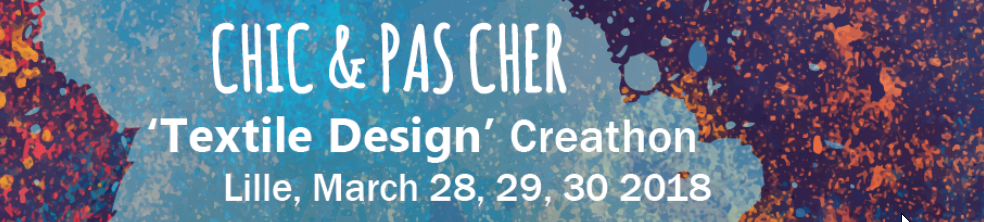 CHIC & PAS CHER
‘Textile Design’ Creathon
Lille, March 28, 29, 30 2018